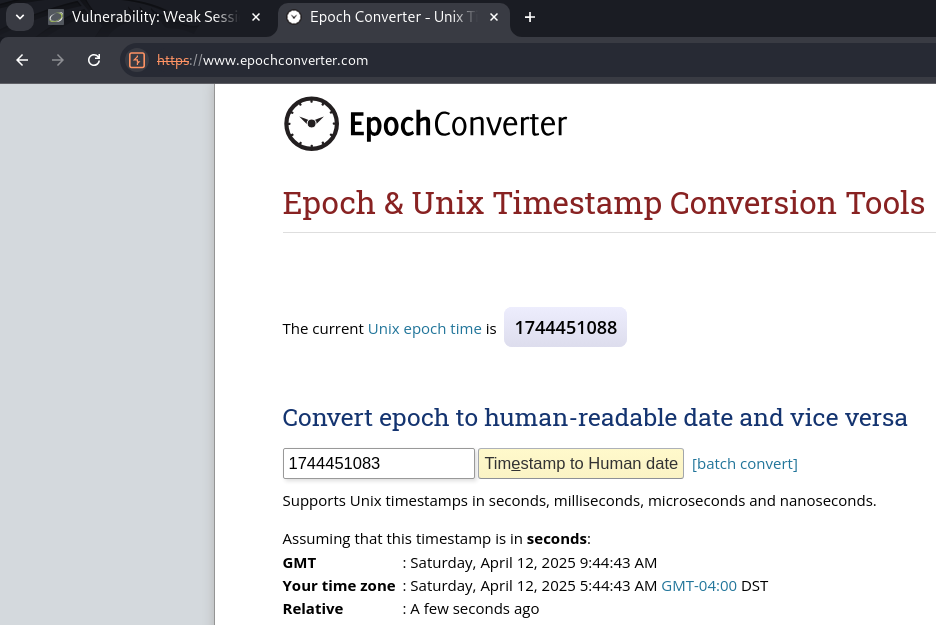 Vulnerability: Weak Sessi
Epoch Converter - Unix T
https://www.epochconverter.com
EpochConverter
Epoch & Unix Timestamp Conversion Tools
The current Unix epoch time is 1744451088
Convert epoch to human-readable date and vice versa
1744451083 Timestamp to Human date [batch convert]
Supports Unix timestamps in seconds, milliseconds, microseconds and nanoseconds.
Assuming that this timestamp is in seconds:
GMT : Saturday, April 12, 2025 9:44:43 AM
Your time zone : Saturday, April 12, 2025 5:44:43 AM GMT-04:00 DST
Relative : A few seconds ago